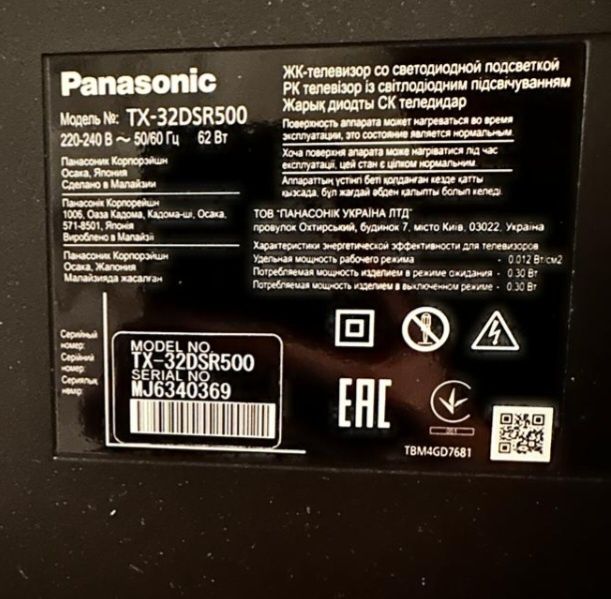 Panasonic
Модель №: TX-32DSR500
220-240 В ~ 50/60 Гц 62 Вт
Панасоник Корпорэйшн
Осака, Япония
Сделано в Малайзии
Панасонік Корпорейшн
1006, Оаза Кадома, Кадома-ші, Осака,
571-8501, Японія
Вироблено в Малайзії
Панасоник Корпорэйшн
Осака, Жапония
Малайзияда жасалған
ЖК-телевизор со светодиодной подсветкой
РК телевізор із світлодіодним підсвічуванням
Жарық диодты СК теледидар
Поверхность аппарата может нагреваться во время
эксплуатации, это состояние является нормальным.
Хоча поверхня апарата може нагріватися під час
експлуатації, цей стан є цілком нормальним.
Аппараттың үстіңгі беті қолданған кезде қатты
қызсада, бұл жағдай әбден қалыпты болып келеді.
ТОВ "ПАНАСОНІК УКРАЇНА ЛТД"
провулок Охтирський, будинок 7, місто Київ, 03022, Україна
Характеристики энергетической эффективности для телевизоров
Удельная мощность рабочего режима - 0.012 Вт/см2
Потребляемая мощность изделием в режиме ожидания - 0.30 Вт
Потребляемая мощность изделием в выключенном режиме - 0.30 Вт
Серийный
номер:
Серійний
номер:
Сериялық
нөмір:
MODEL NO.
TX-32DSR500
SERIAL NO.
MJ6340369
EAC
001
TBM4GD7681